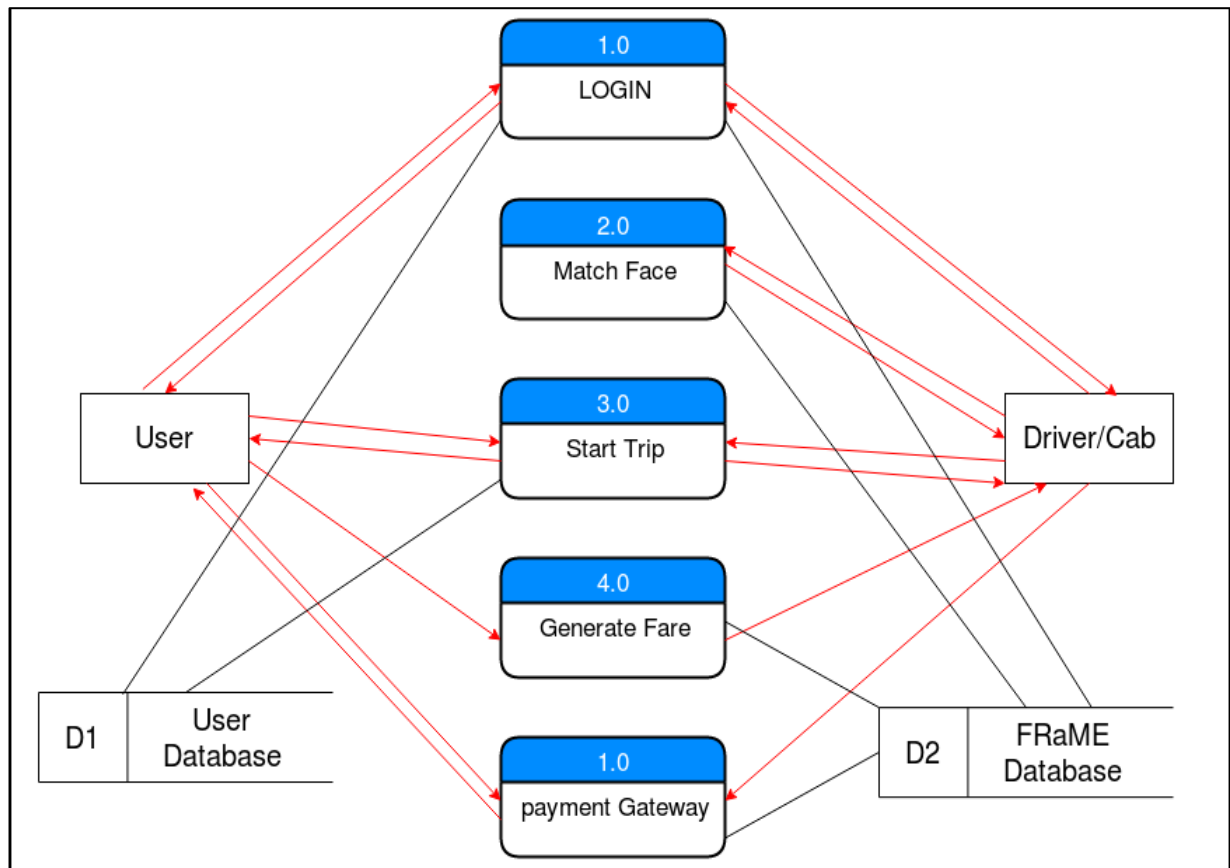 1.0
LOGIN
2.0
Match Face
3.0
Start Trip
User
Driver/Cab
4.0
Generate Fare
D1
User
Database
1.0
payment Gateway
D2
FRaME
Database